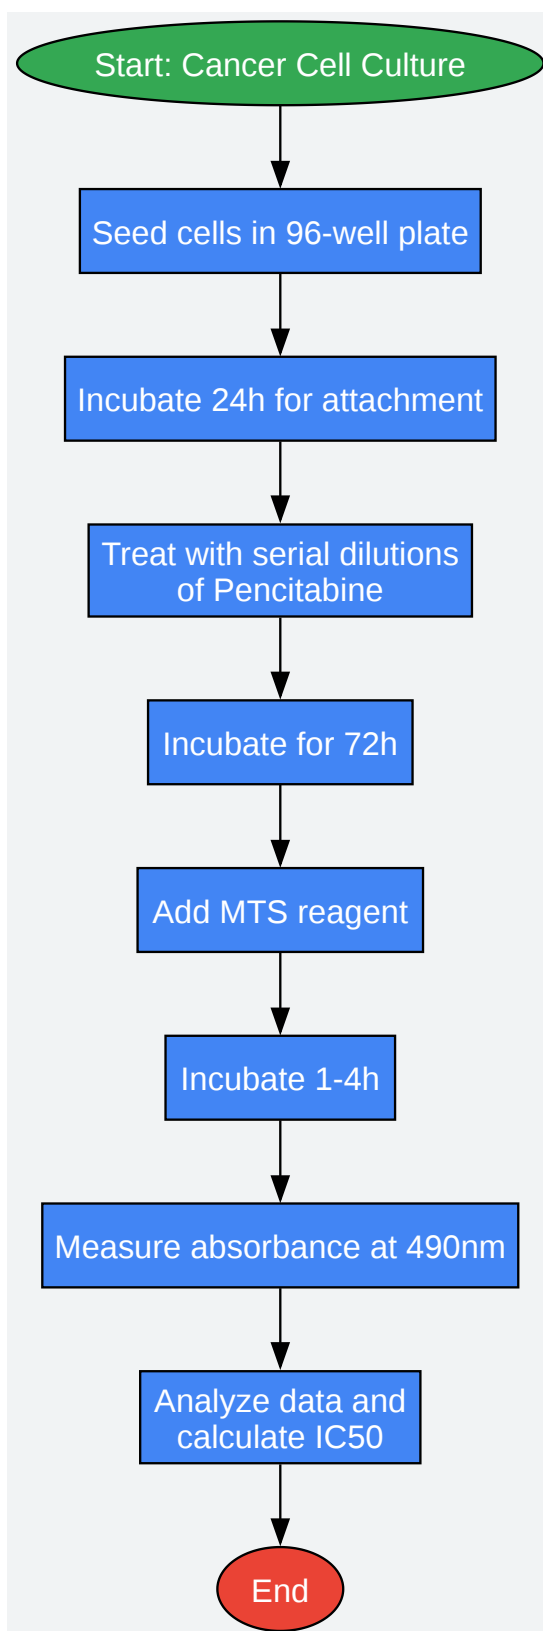 Start: Cancer Cell Culture
Seed cells in 96-well plate
Incubate 24h for attachment
Treat with serial dilutions
of Pencitabine
Incubate for 72h
Add MTS reagent
Incubate 1-4h
Measure absorbance at 490nm
Analyze data and
calculate IC50
End